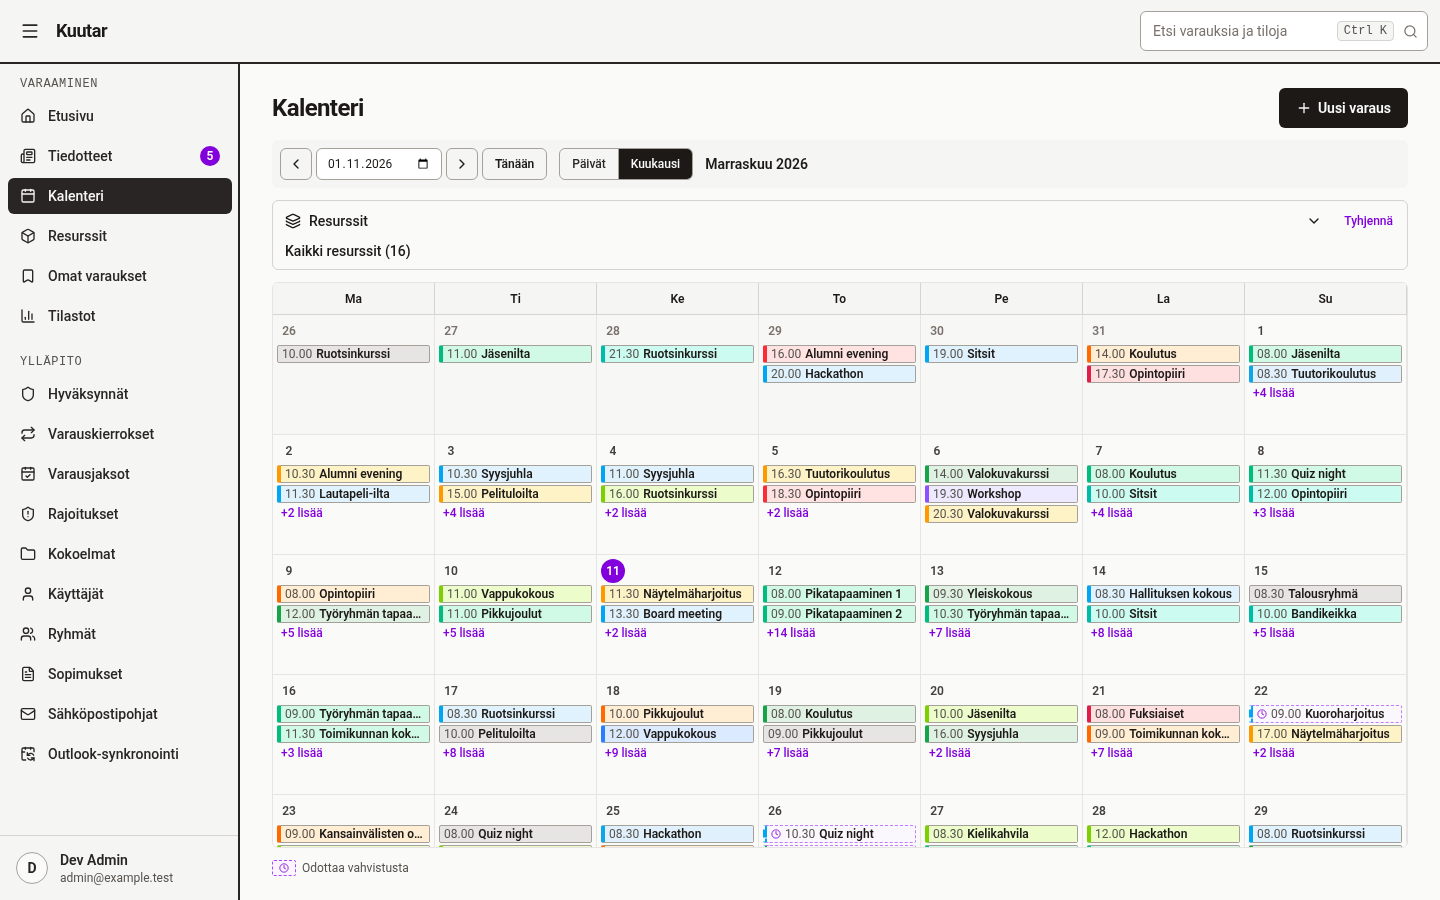 Kuutar
Etsi varauksia ja tiloja
Ctrl K
VARAAMINEN
Etusivu
Tiedotteet
5
Kalenteri
Resurssit
Omat varaukset
Tilastot
YLLÄPITO
Hyväksynnät
Varauskierrokset
Varausjaksot
Rajoitukset
Kokoelmat
Käyttäjät
Ryhmät
Sopimukset
Sähköpostipohjat
Outlook-synkronointi
D
Dev Admin
admin@example.test
Kalenteri
Uusi varaus
01.11.2026
Tänään
Päivät
Kuukausi
Marraskuu 2026
Resurssit
Tyhjennä
Kaikki resurssit (16)
Ma Ti Ke To Pe La Su
26
10.00 Ruotsinkurssi
27
11.00 Jäsenilta
28
21.30 Ruotsinkurssi
29
16.00 Alumni evening
20.00 Hackathon
30
19.00 Sitsit
31
14.00 Koulutus
17.30 Opintopiiri
1
08.00 Jäsenilta
08.30 Tuutorikoulutus
+4 lisää
2
10.30 Alumni evening
11.30 Lautapeli-ilta
+2 lisää
3
10.30 Syysjuhla
15.00 Pelituloilta
+4 lisää
4
11.00 Syysjuhla
16.00 Ruotsinkurssi
+2 lisää
5
16.30 Tuutorikoulutus
18.30 Opintopiiri
+2 lisää
6
14.00 Valokuvakurssi
19.30 Workshop
20.30 Valokuvakurssi
7
08.00 Koulutus
10.00 Sitsit
+4 lisää
8
11.30 Quiz night
12.00 Opintopiiri
+3 lisää
9
08.00 Opintopiiri
12.00 Työryhmän tapaa...
+5 lisää
10
11.00 Vappukokous
11.00 Pikkujoulut
+5 lisää
11
11.30 Näytelmäharjoitus
13.30 Board meeting
+2 lisää
12
08.00 Pikatapaaminen 1
09.00 Pikatapaaminen 2
+14 lisää
13
09.30 Yleiskokous
10.30 Työryhmän tapaa...
+7 lisää
14
08.30 Hallituksen kokous
10.00 Sitsit
+8 lisää
15
08.30 Talousryhmä
10.00 Bandikeikka
+5 lisää
16
09.00 Työryhmän tapaa...
11.30 Toimikunnan kok...
+3 lisää
17
08.30 Ruotsinkurssi
10.00 Pelituloilta
+8 lisää
18
10.00 Pikkujoulut
12.00 Vappukokous
+9 lisää
19
08.00 Koulutus
09.00 Pikkujoulut
+7 lisää
20
10.00 Jäsenilta
16.00 Syysjuhla
+2 lisää
21
08.00 Fuksiaiset
09.00 Toimikunnan kok...
+7 lisää
22
09.00 Kuoroharjoitus
17.00 Näytelmäharjoitus
+2 lisää
23
09.00 Kansainvälisten o...
24
08.00 Quiz night
25
08.30 Hackathon
26
10.30 Quiz night
27
08.30 Kielikahvila
28
12.00 Hackathon
29
08.00 Ruotsinkurssi
Odottaa vahvistusta